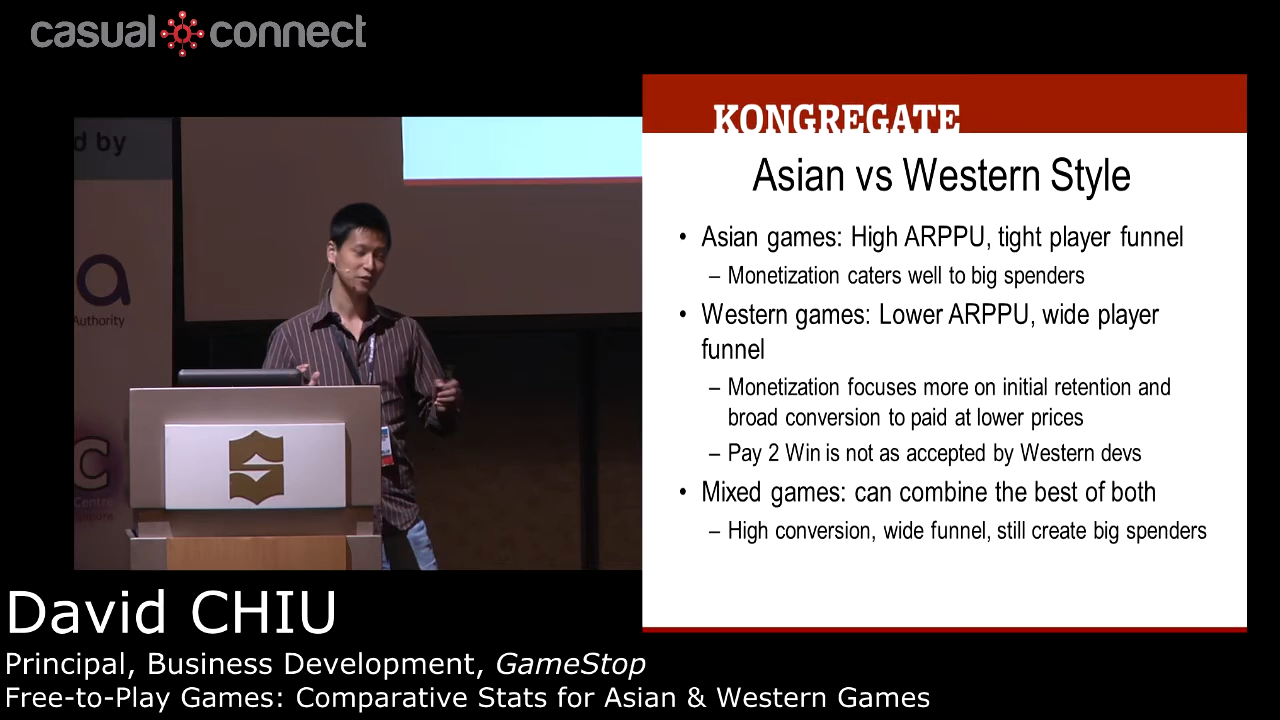 casual connect
d by
a
Authority
c
Centre
KONGREGATE
Asian vs Western Style
• Asian games: High ARPPU, tight player funnel
– Monetization caters well to big spenders
• Western games: Lower ARPPU, wide player
funnel
– Monetization focuses more on initial retention and
broad conversion to paid at lower prices
– Pay 2 Win is not as accepted by Western devs
• Mixed games: can combine the best of both
– High conversion, wide funnel, still create big spenders
David CHIU
Principal, Business Development, GameStop
Free-to-Play Games: Comparative Stats for Asian & Western Games